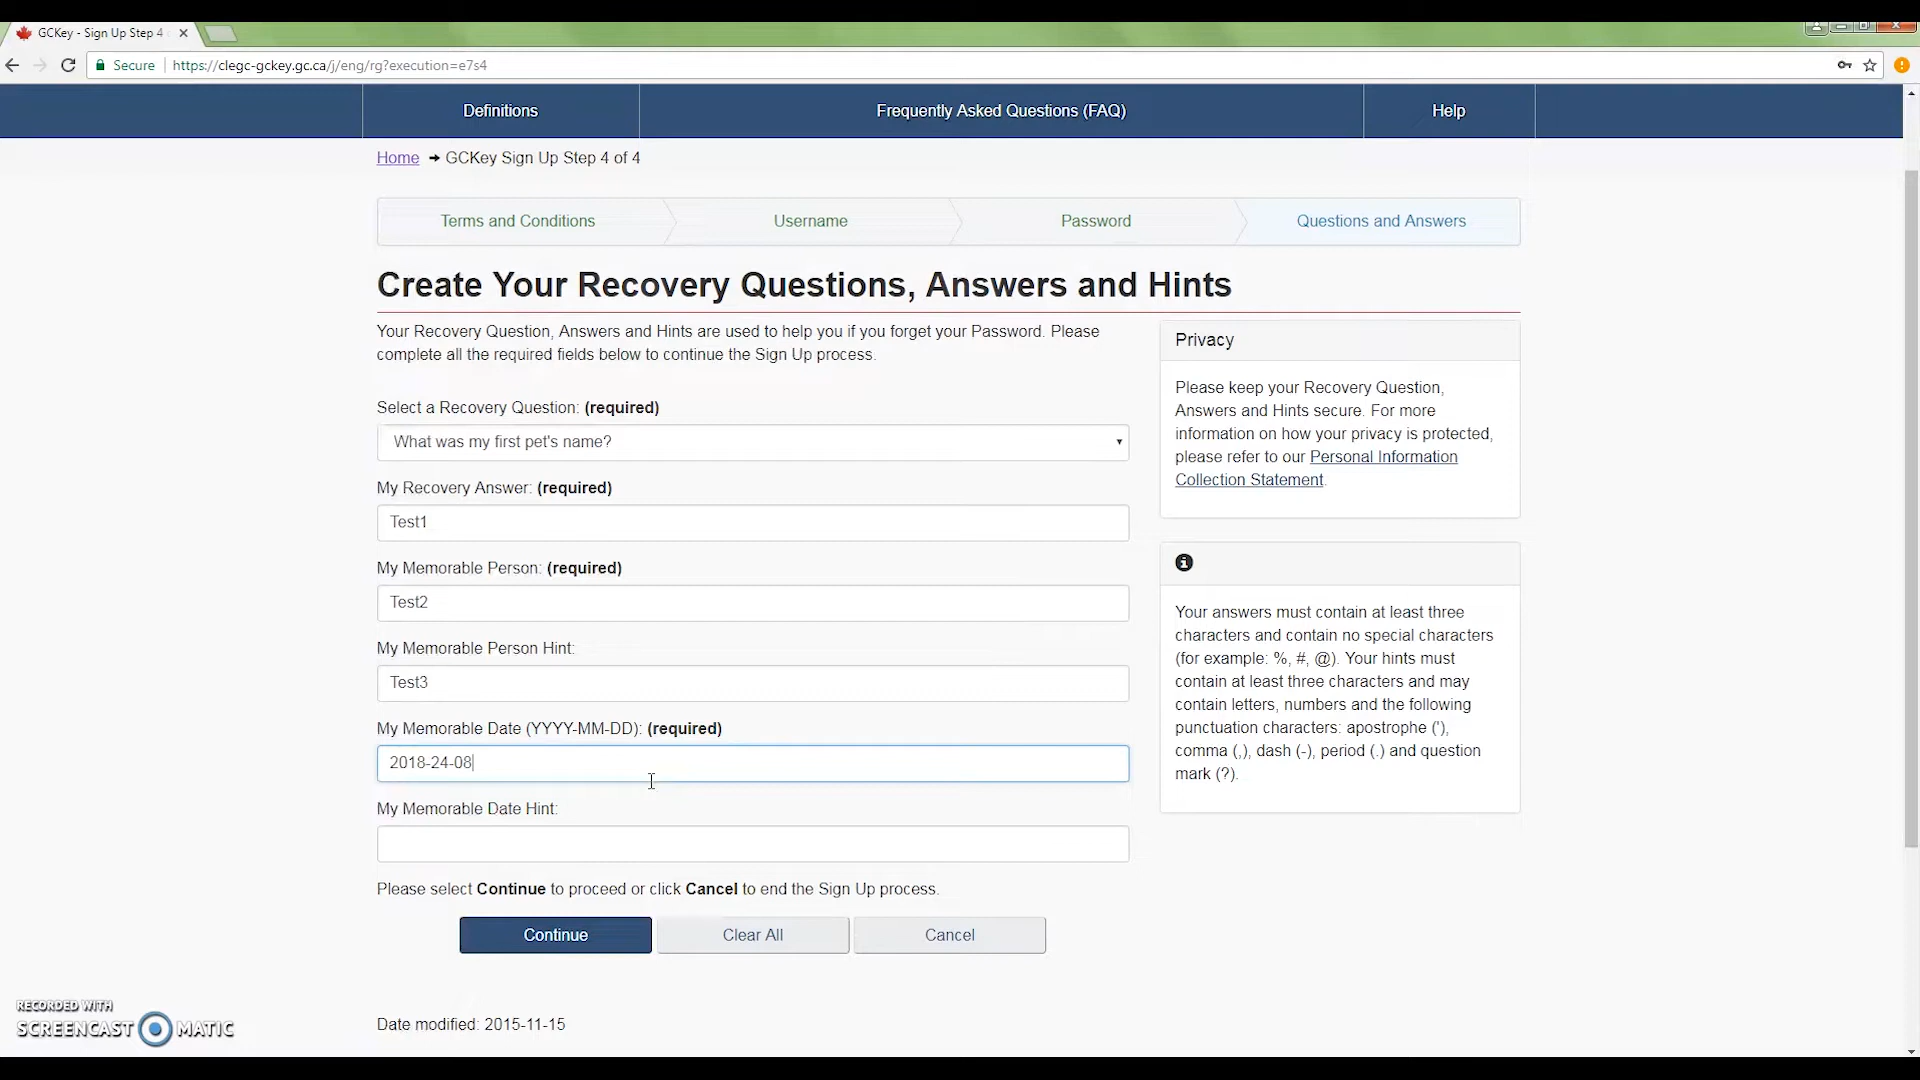 GCKey - Sign Up Step 4
Secure https://clegc-gckey.gc.ca/j/eng/rg?execution=e7s4
Definitions
Frequently Asked Questions (FAQ)
Help
Home → GCKey Sign Up Step 4 of 4
Terms and Conditions
Username
Password
Questions and Answers
Create Your Recovery Questions, Answers and Hints
Your Recovery Question, Answers and Hints are used to help you if you forget your Password. Please
complete all the required fields below to continue the Sign Up process.
Select a Recovery Question: (required)
What was my first pet's name?
My Recovery Answer: (required)
Test1
My Memorable Person: (required)
Test2
My Memorable Person Hint:
Test3
My Memorable Date (YYYY-MM-DD): (required)
2018-24-08
My Memorable Date Hint:
Please select Continue to proceed or click Cancel to end the Sign Up process.
Continue
Clear All
Cancel
Privacy
Please keep your Recovery Question,
Answers and Hints secure. For more
information on how your privacy is protected,
please refer to our Personal Information
Collection Statement.
Your answers must contain at least three
characters and contain no special characters
(for example: %, #, @). Your hints must
contain at least three characters and may
contain letters, numbers and the following
punctuation characters: apostrophe ('),
comma (,), dash (-), period (.) and question
mark (?).
Date modified: 2015-11-15
RECORDED WITH
SCREENCAST MATIC